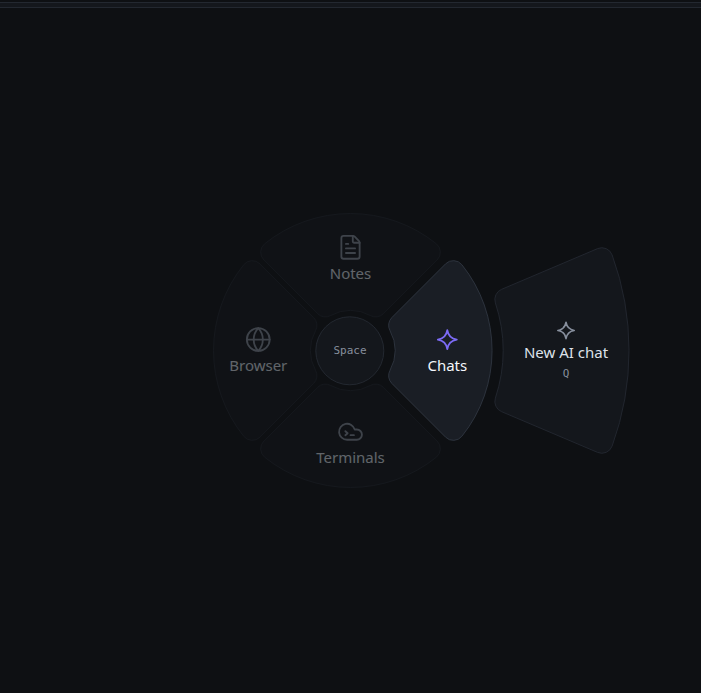 Notes
Browser
Space
Chats
New AI chat
Q
Terminals